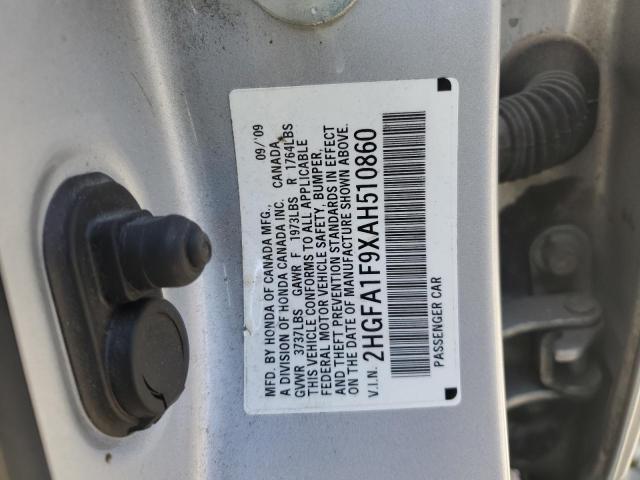 MFD. BY HONDA OF CANADA MFG., 09/'09
A DIVISION OF HONDA CANADA INC. CANADA
GVWR 3737LBS GAWR F 1973LBS R 1764LBS
THIS VEHICLE CONFORMS TO ALL APPLICABLE
FEDERAL MOTOR VEHICLE SAFETY, BUMPER,
AND THEFT PREVENTION STANDARDS IN EFFECT
ON THE DATE OF MANUFACTURE SHOWN ABOVE.
V.I.N. 2HGFA1F9XAH510860
PASSENGER CAR